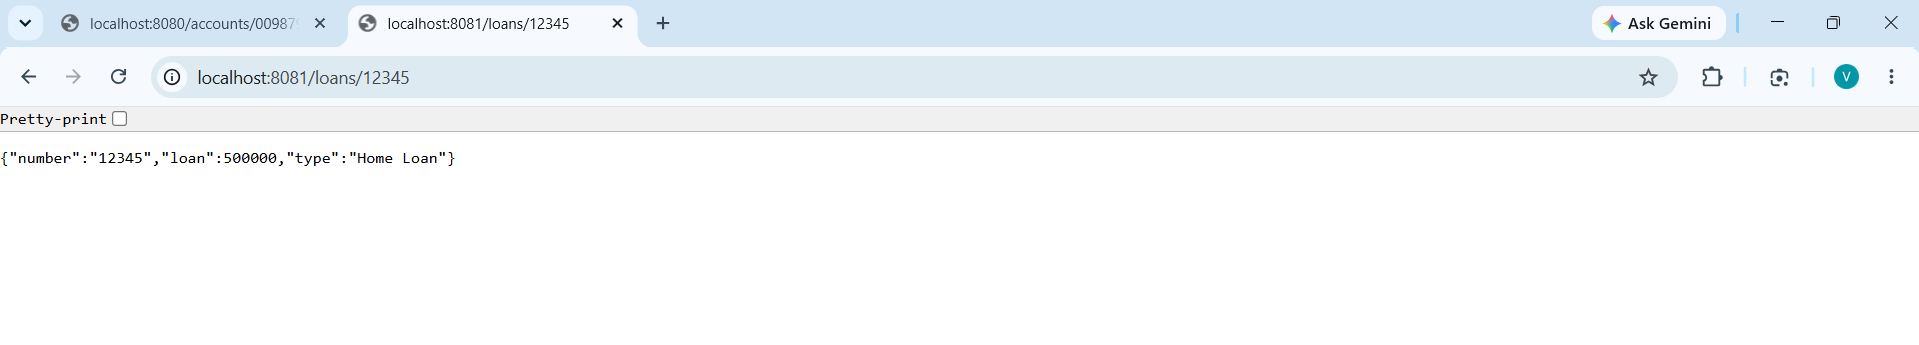 localhost:8080/accounts/00987
localhost:8081/loans/12345
Ask Gemini
localhost:8081/loans/12345
V
Pretty-print
{"number":"12345","loan":500000,"type":"Home Loan"}